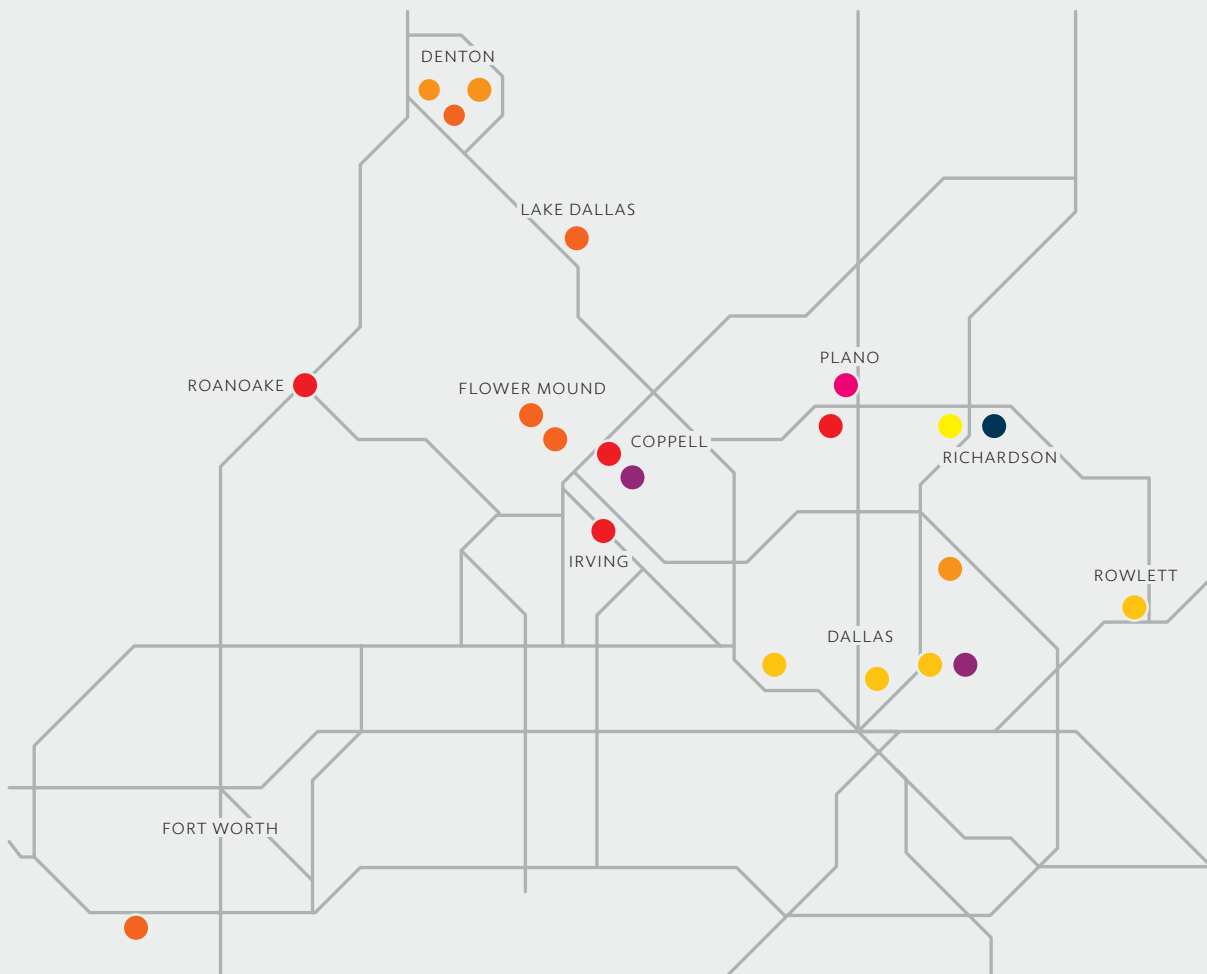 DENTON
LAKE DALLAS
PLANO
ROANOAKE
FLOWER MOUND
COPPELL
RICHARDSON
IRVING
ROWLETT
DALLAS
FORT WORTH